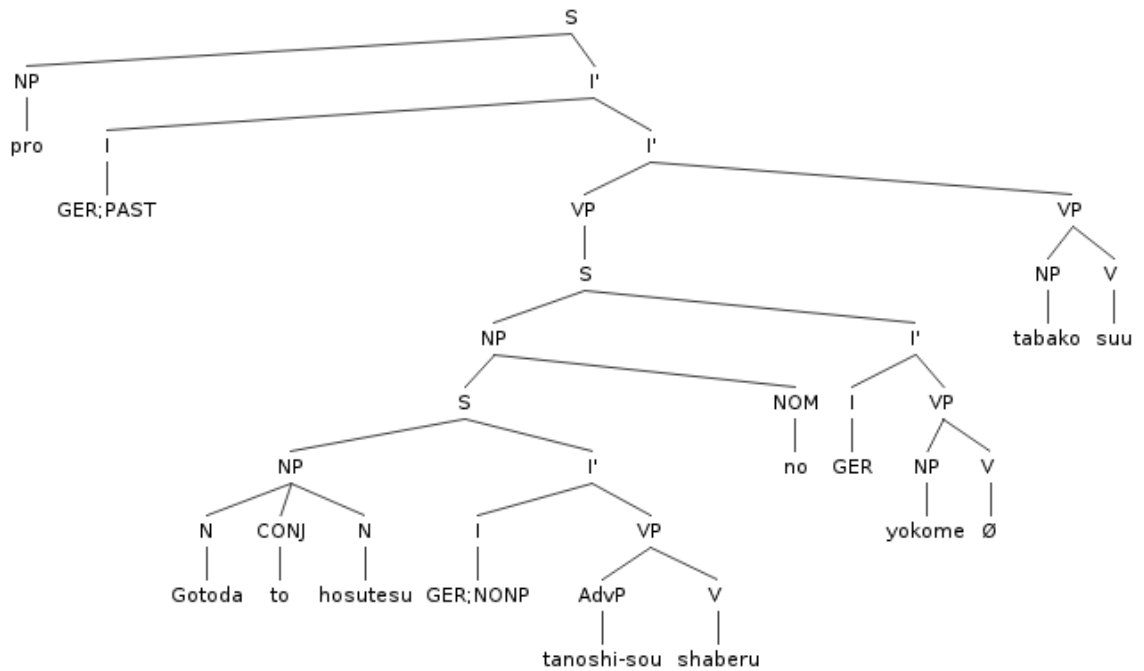 S
NP I'
pro I I'
GER;PAST VP VP
S NP V
NP I' tabako suu
S NOM I VP
NP I' no GER NP V
N CONJ N I VP yokome Ø
Gotoda to hosutesu GER;NONP AdvP V
tanoshi-sou shaberu